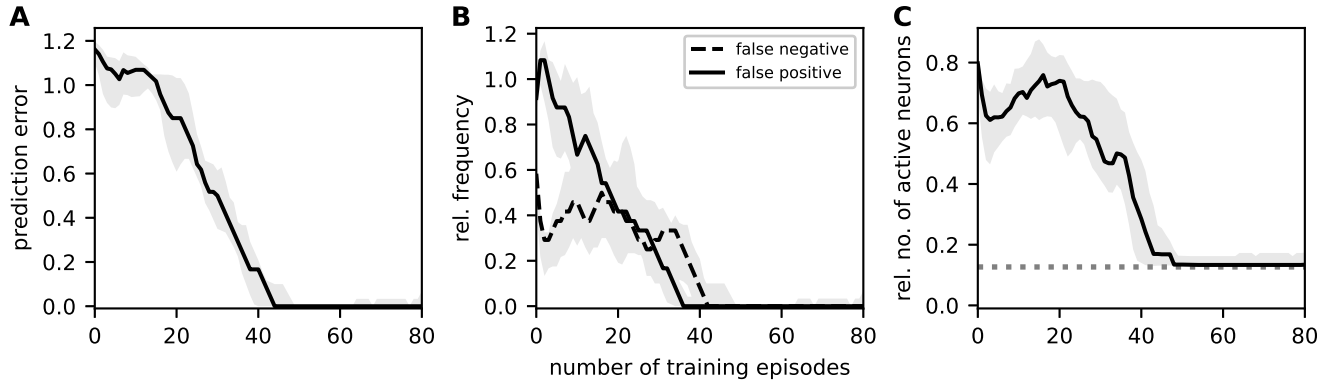 A
prediction error
1.2
1.0
0.8
0.6
0.4
0.2
0.0
0 20 40 60 80
B
rel. frequency
1.2
1.0
0.8
0.6
0.4
0.2
0.0
false negative
false positive
0 20 40 60 80
number of training episodes
C
rel. no. of active neurons
0.8
0.6
0.4
0.2
0.0
0 20 40 60 80